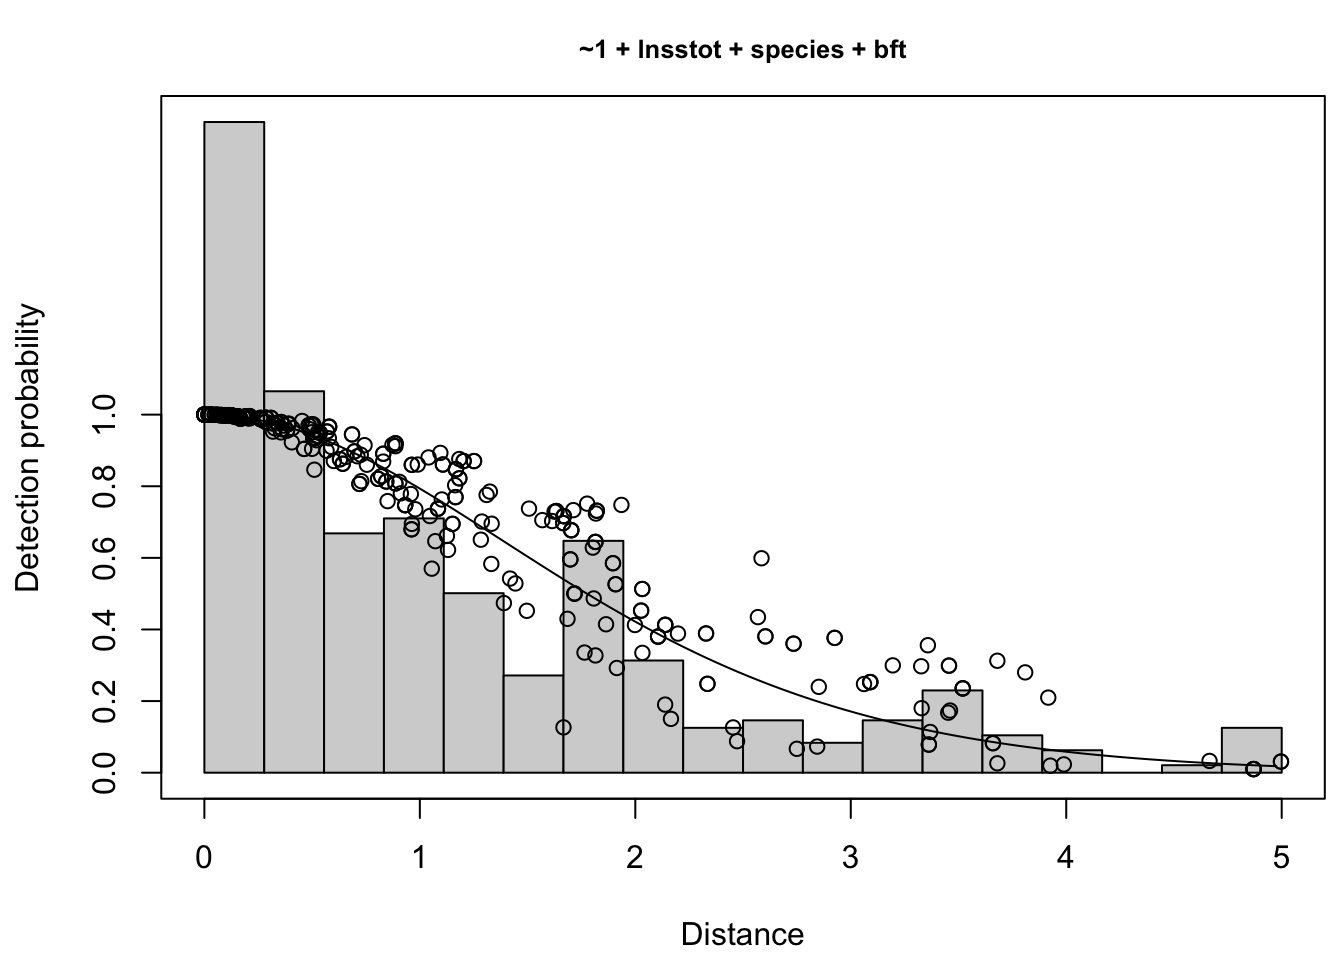 ~1 + lnsstot + species + bft
Detection probability
1.0
0.8
0.6
0.4
0.2
0.0
0 1 2 3 4 5
Distance